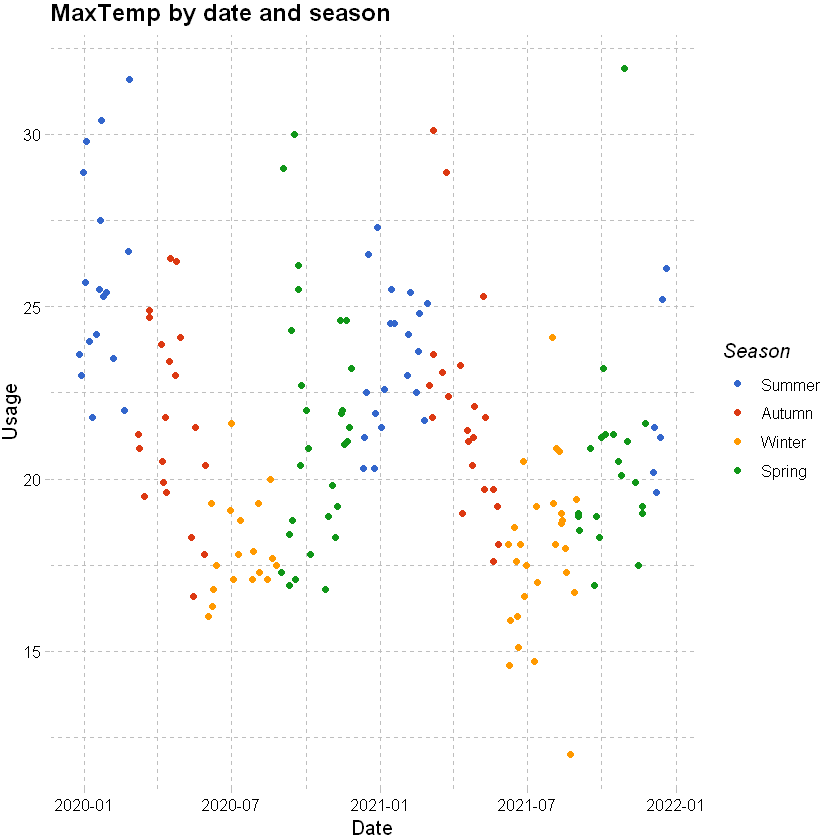 MaxTemp by date and season
Usage
30
25
20
15
2020-01
2020-07
2021-01
2021-07
2022-01
Date
Season
Summer
Autumn
Winter
Spring